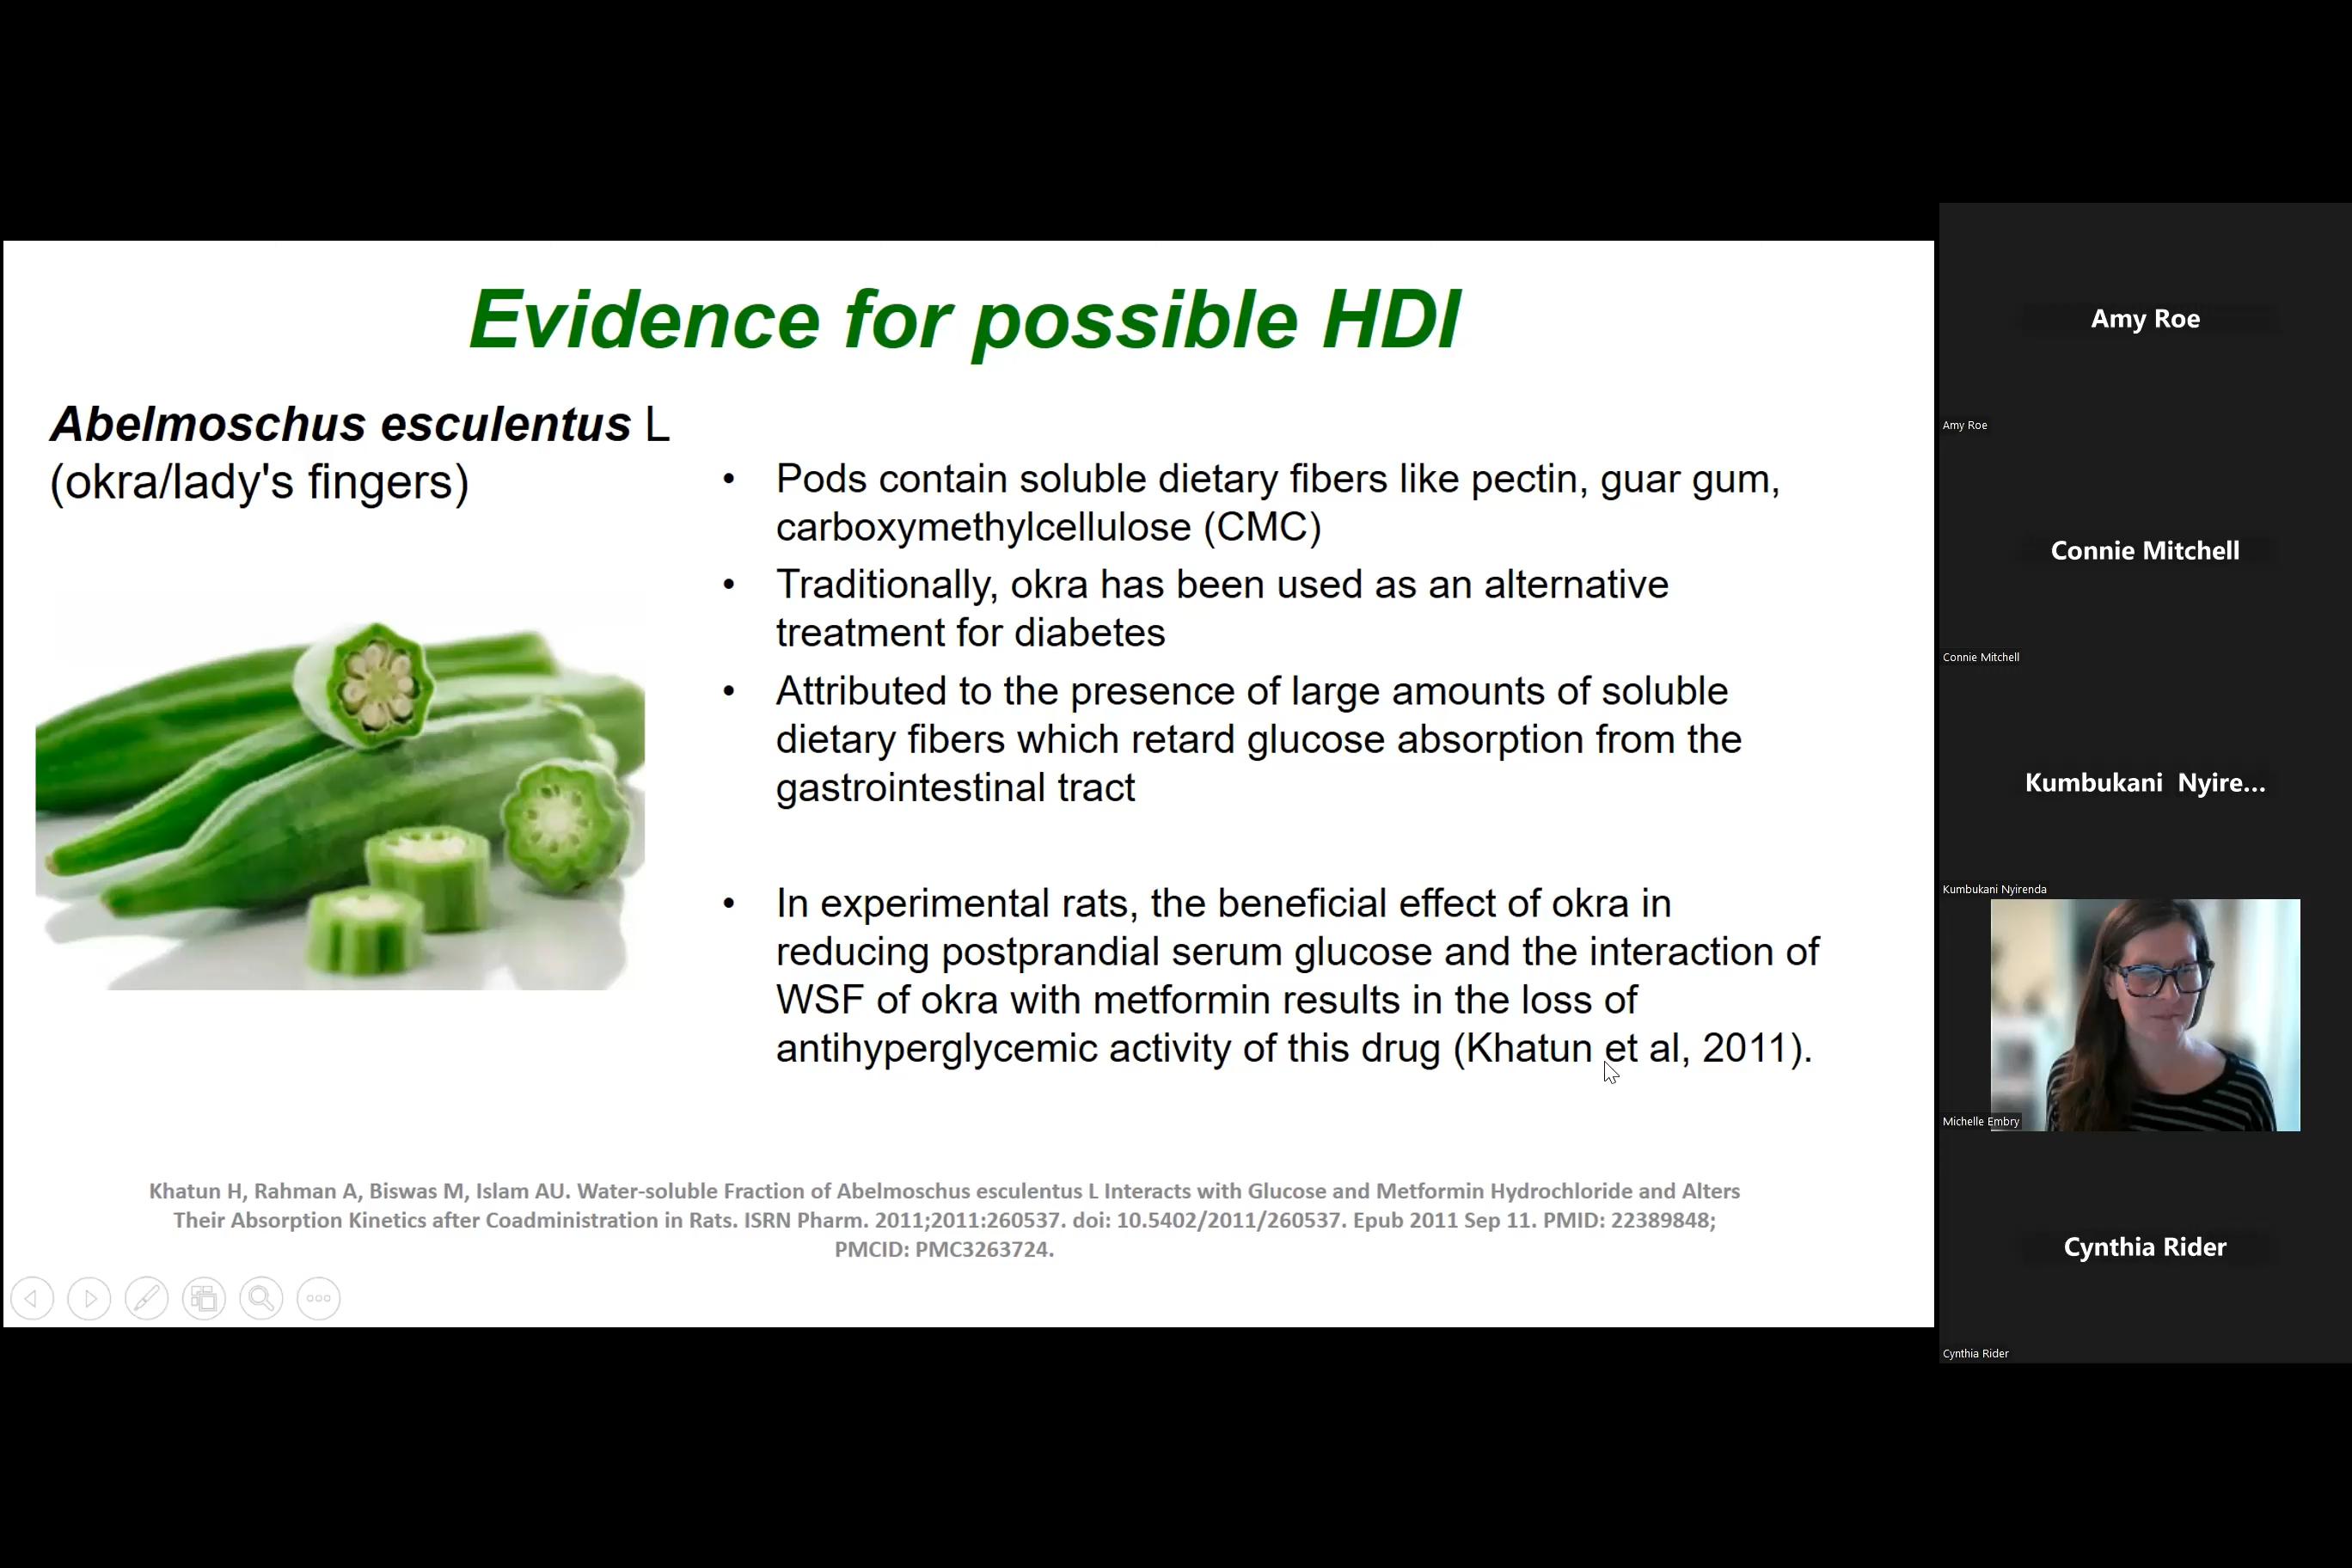 Evidence for possible HDI
Abelmoschus esculentus L
(okra/lady's fingers)
• Pods contain soluble dietary fibers like pectin, guar gum,
carboxymethylcellulose (CMC)
• Traditionally, okra has been used as an alternative
treatment for diabetes
• Attributed to the presence of large amounts of soluble
dietary fibers which retard glucose absorption from the
gastrointestinal tract
• In experimental rats, the beneficial effect of okra in
reducing postprandial serum glucose and the interaction of
WSF of okra with metformin results in the loss of
antihyperglycemic activity of this drug (Khatun et al, 2011).
Khatun H, Rahman A, Biswas M, Islam AU. Water-soluble Fraction of Abelmoschus esculentus L Interacts with Glucose and Metformin Hydrochloride and Alters
Their Absorption Kinetics after Coadministration in Rats. ISRN Pharm. 2011;2011:260537. doi: 10.5402/2011/260537. Epub 2011 Sep 11. PMID: 22389848;
PMCID: PMC3263724.
Amy Roe
Amy Roe
Connie Mitchell
Connie Mitchell
Kumbukani Nyire...
Kumbukani Nyirenda
Michelle Embry
Cynthia Rider
Cynthia Rider